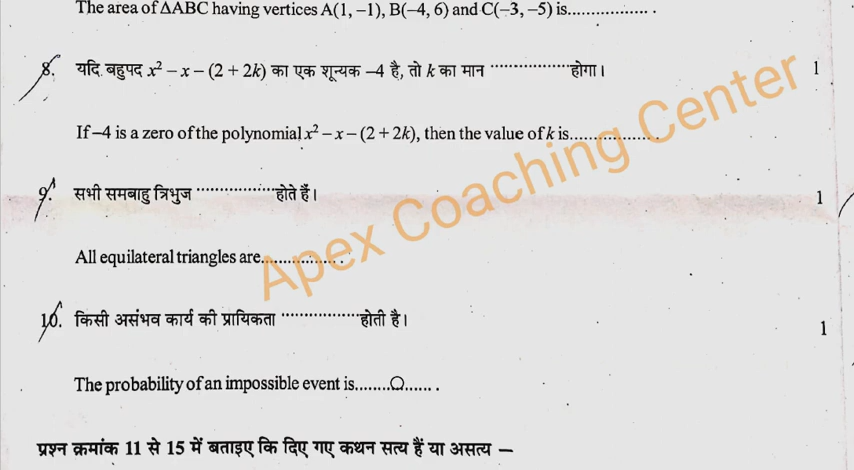 The area of ΔABC having vertices A(1, –1), B(–4, 6) and C(–3, –5) is.................. .
8. यदि बहुपद x² – x – (2 + 2k) का एक शून्यक –4 है, तो k का मान ..................होगा। 1
If –4 is a zero of the polynomial x² – x – (2 + 2k), then the value of k is.................. .
9. सभी समबाहु त्रिभुज ..................होते हैं। 1
All equilateral triangles are.................. .
10. किसी असंभव कार्य की प्रायिकता ..................होती है। 1
The probability of an impossible event is........O....... .
प्रश्न क्रमांक 11 से 15 में बताइए कि दिए गए कथन सत्य हैं या असत्य –
Apex Coaching Center